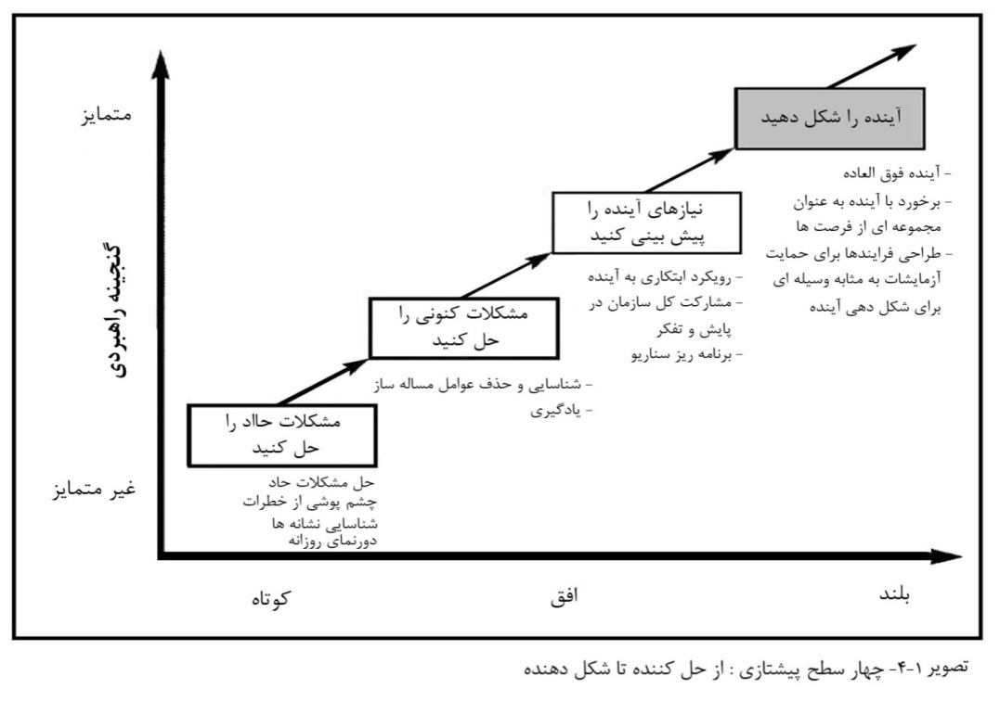 متمایز
گنجینه راهبردی
غیر متمایز
آینده را شکل دهید
- آینده فوق العاده
- برخورد با آینده به عنوان
مجموعه ای از فرصت ها
- طراحی فرایندها برای حمایت
آزمایشات به مثابه وسیله ای
برای شکل دهی آینده
نیازهای آینده را
پیش بینی کنید
- رویکرد ابتکاری به آینده
- مشارکت کل سازمان در
پایش و تفکر
- برنامه ریز سناریو
مشکلات کنونی را
حل کنید
- شناسایی و حذف عوامل مساله ساز
- یادگیری
مشکلات حااد را
حل کنید
حل مشکلات حاد
چشم پوشی از خطرات
شناسایی نشانه ها
دورنمای روزانه
کوتاه
افق
بلند
تصویر ۱-۴- چهار سطح پیشتازی : از حل کننده تا شکل دهنده